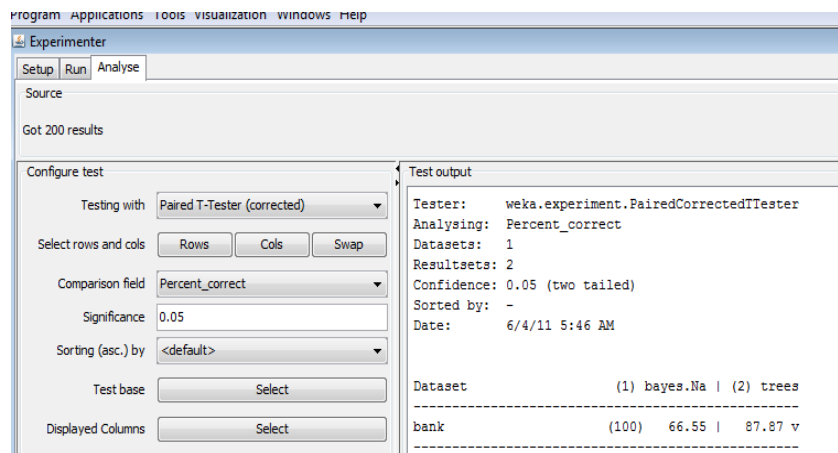 Program Applications Tools Visualization Windows Help
Experimenter
Setup Run Analyse
Source
Got 200 results
Configure test
Testing with Paired T-Tester (corrected)
Select rows and cols Rows Cols Swap
Comparison field Percent_correct
Significance 0.05
Sorting (asc.) by <default>
Test base Select
Displayed Columns Select
Test output
Tester: weka.experiment.PairedCorrectedTTester
Analysing: Percent_correct
Datasets: 1
Resultsets: 2
Confidence: 0.05 (two tailed)
Sorted by: -
Date: 6/4/11 5:46 AM
Dataset (1) bayes.Na | (2) trees
--------------------------------------------------
bank (100) 66.55 | 87.87 v
--------------------------------------------------